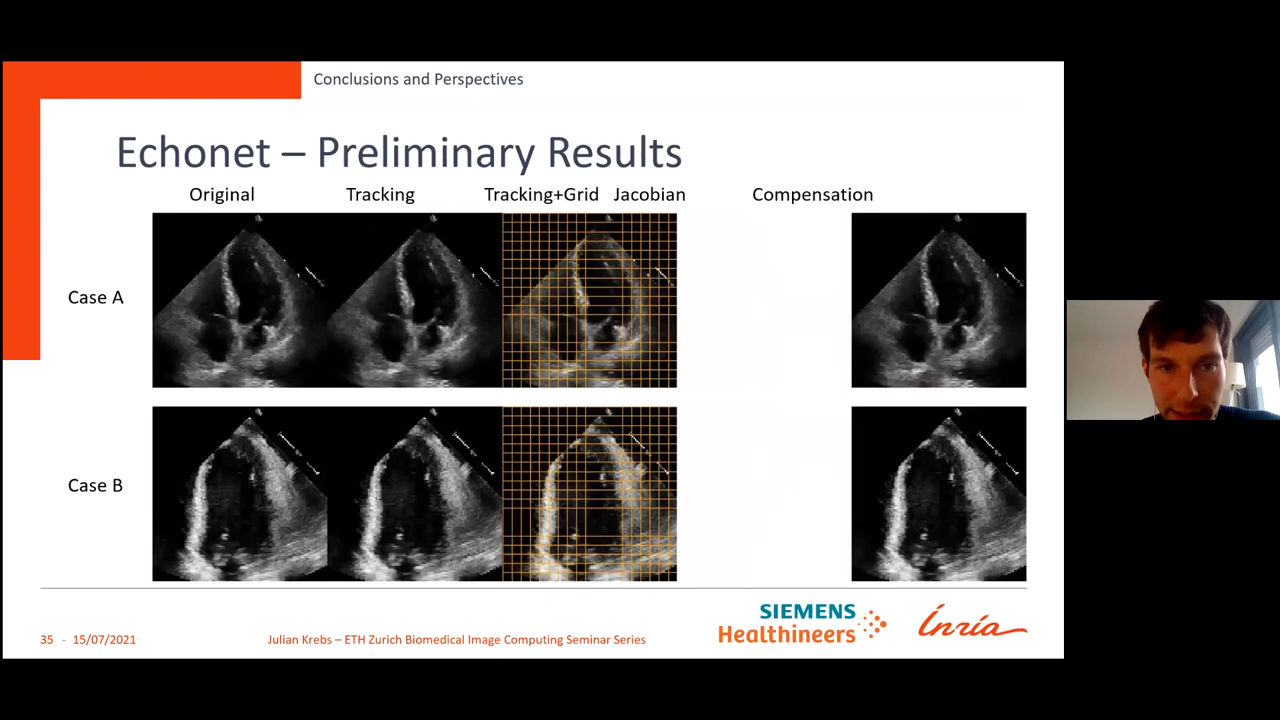 Conclusions and Perspectives
Echonet – Preliminary Results
Original Tracking Tracking+Grid Jacobian Compensation
Case A
Case B
35 - 15/07/2021 Julian Krebs – ETH Zurich Biomedical Image Computing Seminar Series
SIEMENS
Healthineers
Inria